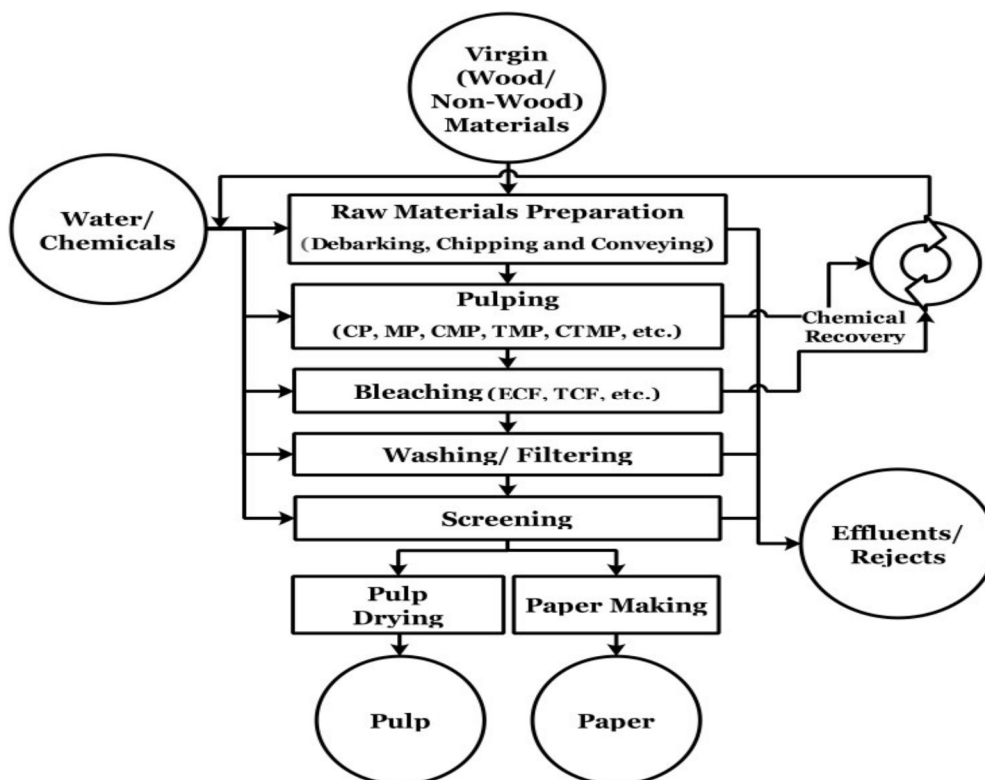 Virgin
(Wood/
Non-Wood)
Materials
Water/
Chemicals
Raw Materials Preparation
(Debarking, Chipping and Conveying)
Pulping
(CP, MP, CMP, TMP, CTMP, etc.)
Chemical
Recovery
Bleaching (ECF, TCF, etc.)
Washing/ Filtering
Screening
Effluents/
Rejects
Pulp
Drying
Paper Making
Pulp
Paper